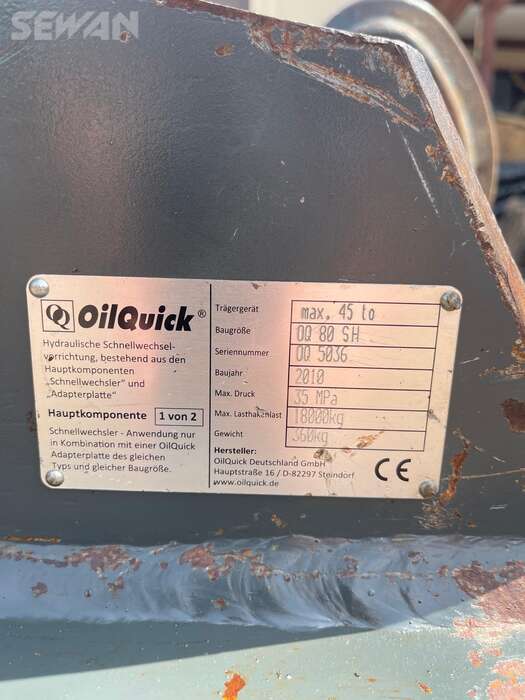 SEWAN
OilQuick®
Hydraulische Schnellwechsel-
vorrichtung, bestehend aus den
Hauptkomponenten
„Schnellwechsler“ und
„Adapterplatte“
Hauptkomponente 1 von 2
Schnellwechsler - Anwendung nur
in Kombination mit einer OilQuick
Adapterplatte des gleichen
Typs und gleicher Baugröße.
Trägergerät max. 45 to
Baugröße OQ 80 SH
Seriennummer OQ 5036
Baujahr 2010
Max. Druck 35 MPa
Max. Lasthakenlast 18000kg
Gewicht 360kg
Hersteller:
OilQuick Deutschland GmbH
Hauptstraße 16 / D-82297 Steindorf
www.oilquick.de
CE